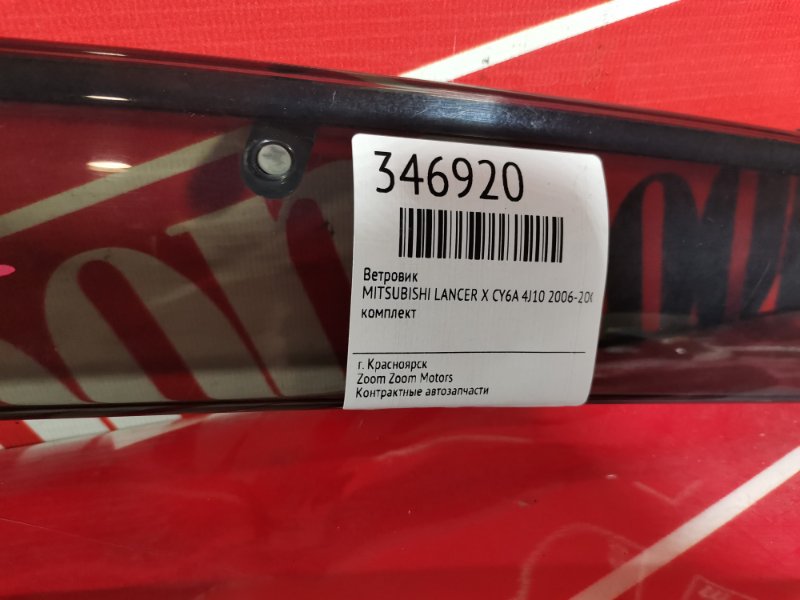 346920
Ветровик
MITSUBISHI LANCER X CY6A 4J10 2006-20
комплект
г. Красноярск
Zoom Zoom Motors
Контрактные автозапчасти